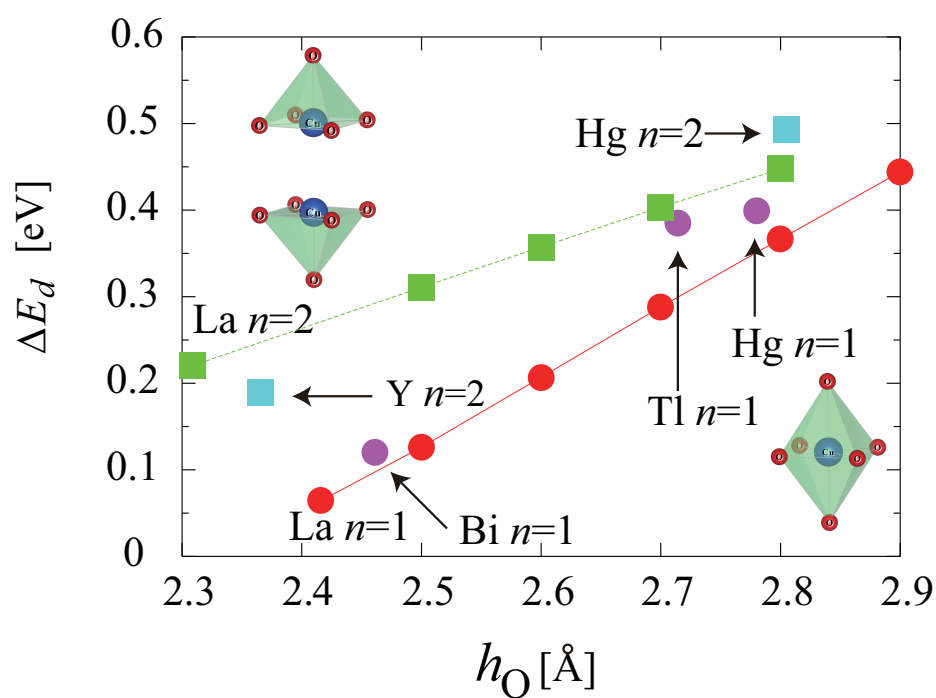 0.6
0.5
0.4
0.3
0.2
0.1
0
ΔE_d [eV]
O
O
O
Cu
O
O
O
O
Cu
O
O
O
Hg n=2
La n=2
Y n=2
Hg n=1
Tl n=1
La n=1
Bi n=1
O
O
Cu
O
O
O
O
2.3
2.4
2.5
2.6
2.7
2.8
2.9
h_O [Å]